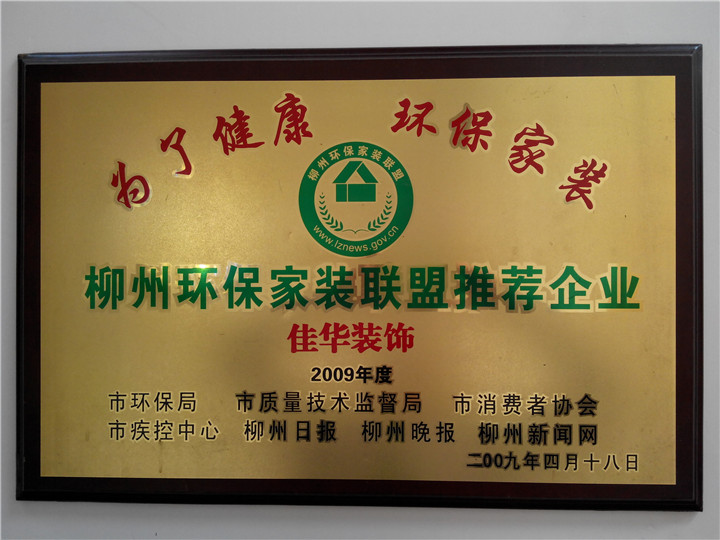 为了健康 环保家装
柳州环保家装联盟
www.lznews.gov.cn
柳州环保家装联盟推荐企业
佳华装饰
2009年度
市环保局 市质量技术监督局 市消费者协会
市疾控中心 柳州日报 柳州晚报 柳州新闻网
二00九年四月十八日